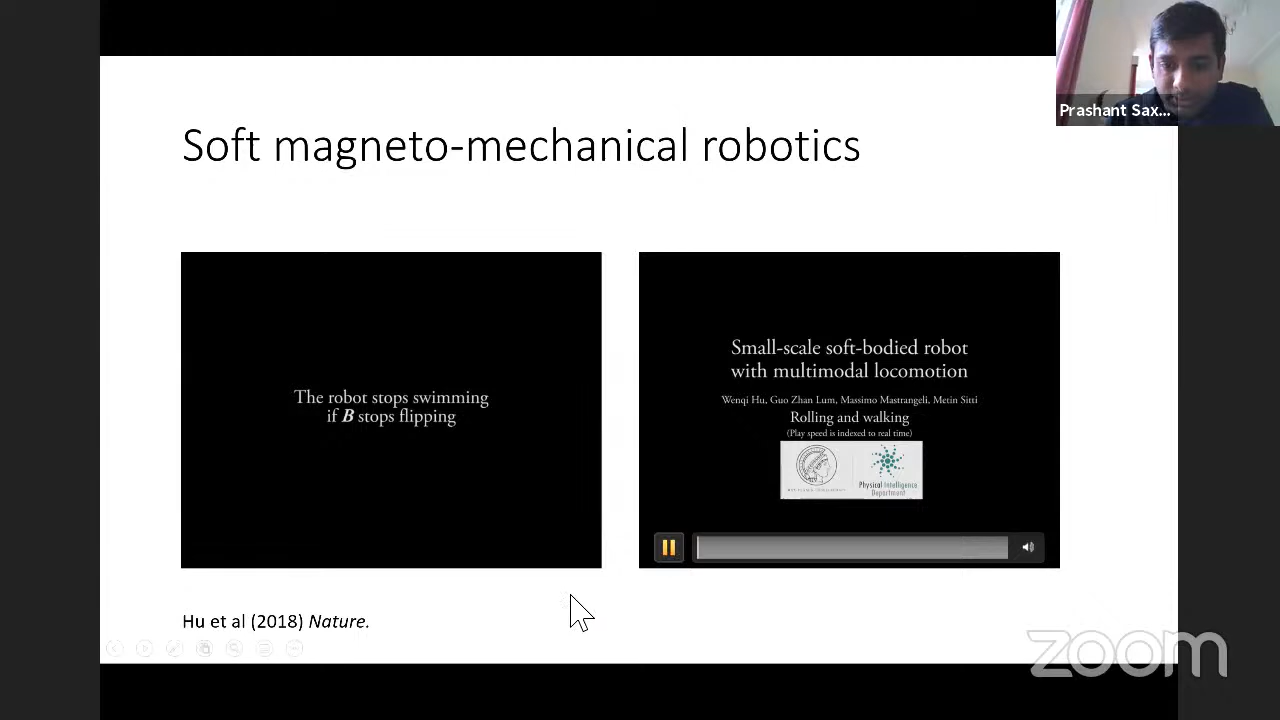 Prashant Sax...
Soft magneto-mechanical robotics
The robot stops swimming
if B stops flipping
Small-scale soft-bodied robot
with multimodal locomotion
Wenqi Hu, Guo Zhan Lum, Massimo Mastrangeli, Metin Sitti
Rolling and walking
(Play speed is indexed to real time)
Physical Intelligence
Department
Hu et al (2018) Nature.
zoom